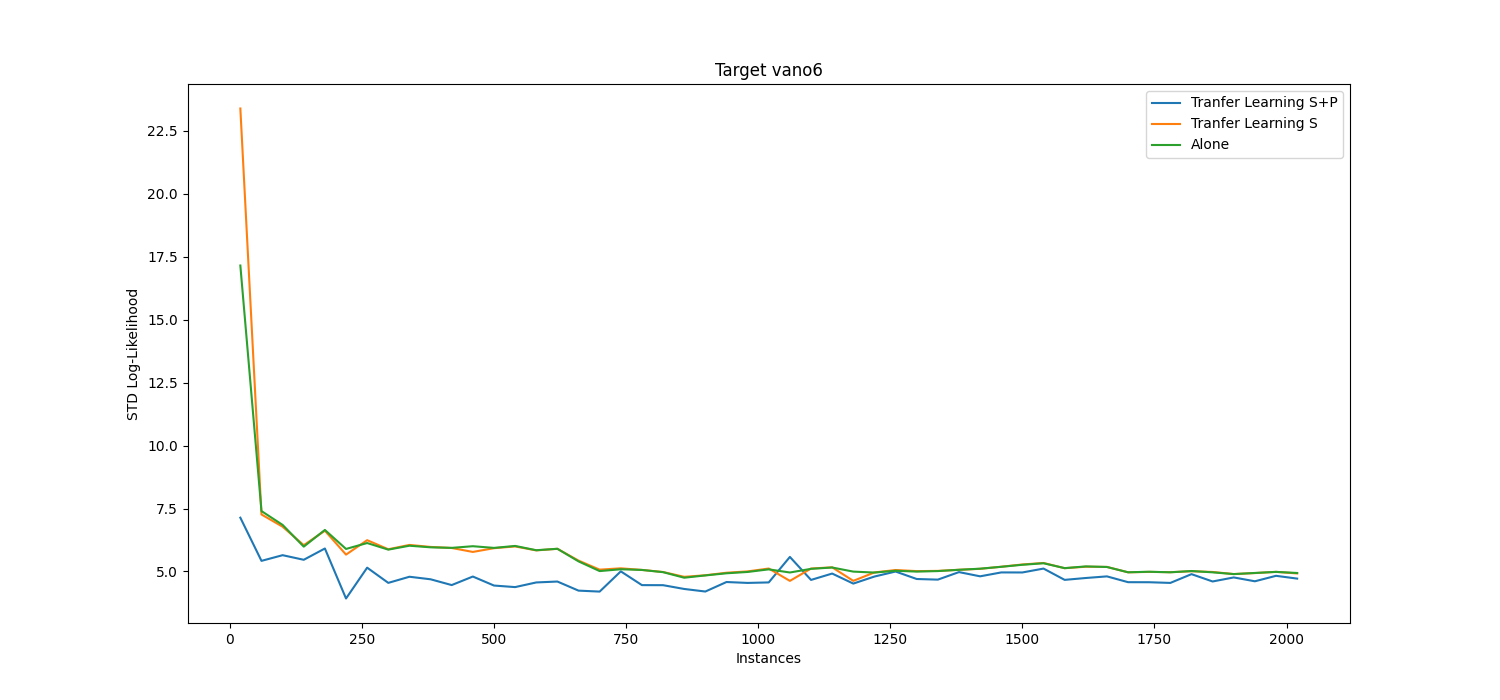 Target vano6
Tranfer Learning S+P
Tranfer Learning S
Alone
STD Log-Likelihood
22.5
20.0
17.5
15.0
12.5
10.0
7.5
5.0
0 250 500 750 1000 1250 1500 1750 2000
Instances